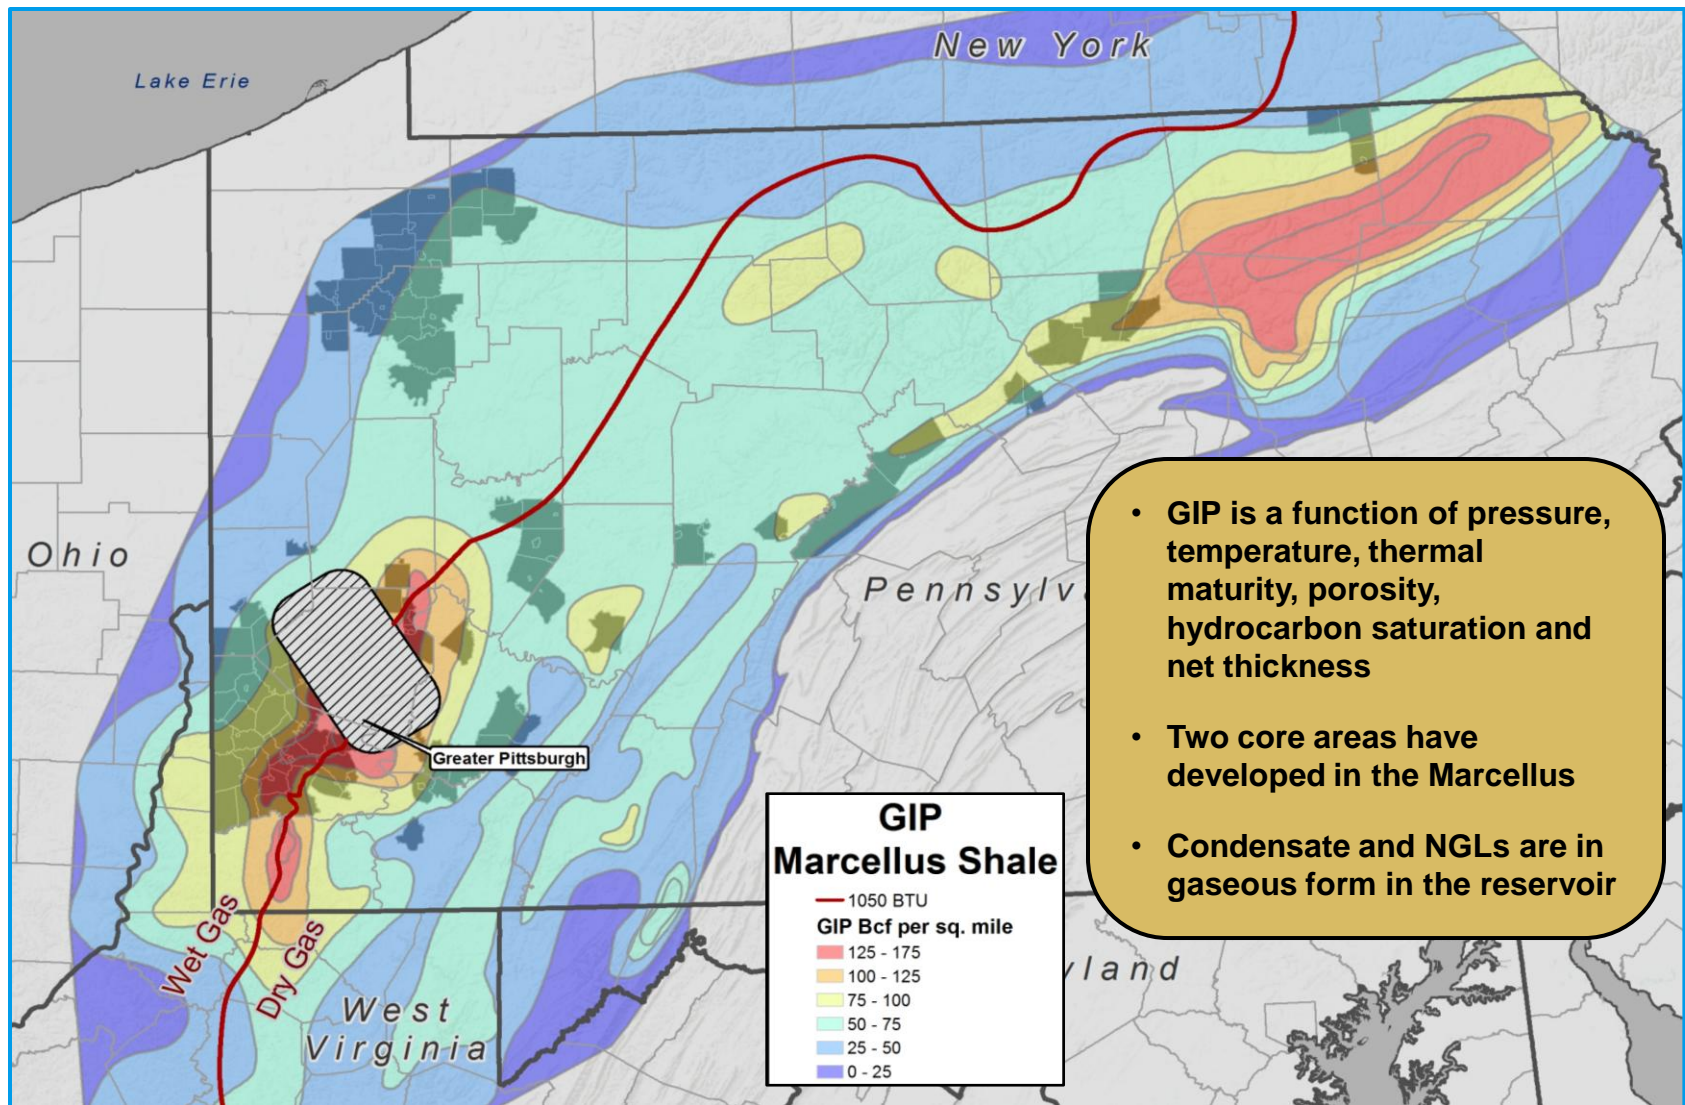 New York
Lake Erie
Ohio
Pennsylv
• GIP is a function of pressure,
temperature, thermal
maturity, porosity,
hydrocarbon saturation and
net thickness
• Two core areas have
developed in the Marcellus
• Condensate and NGLs are in
gaseous form in the reservoir
Greater Pittsburgh
GIP
Marcellus Shale
1050 BTU
GIP Bcf per sq. mile
125 - 175
100 - 125
75 - 100
50 - 75
25 - 50
0 - 25
Wet Gas
Dry Gas
West
Virginia
yland